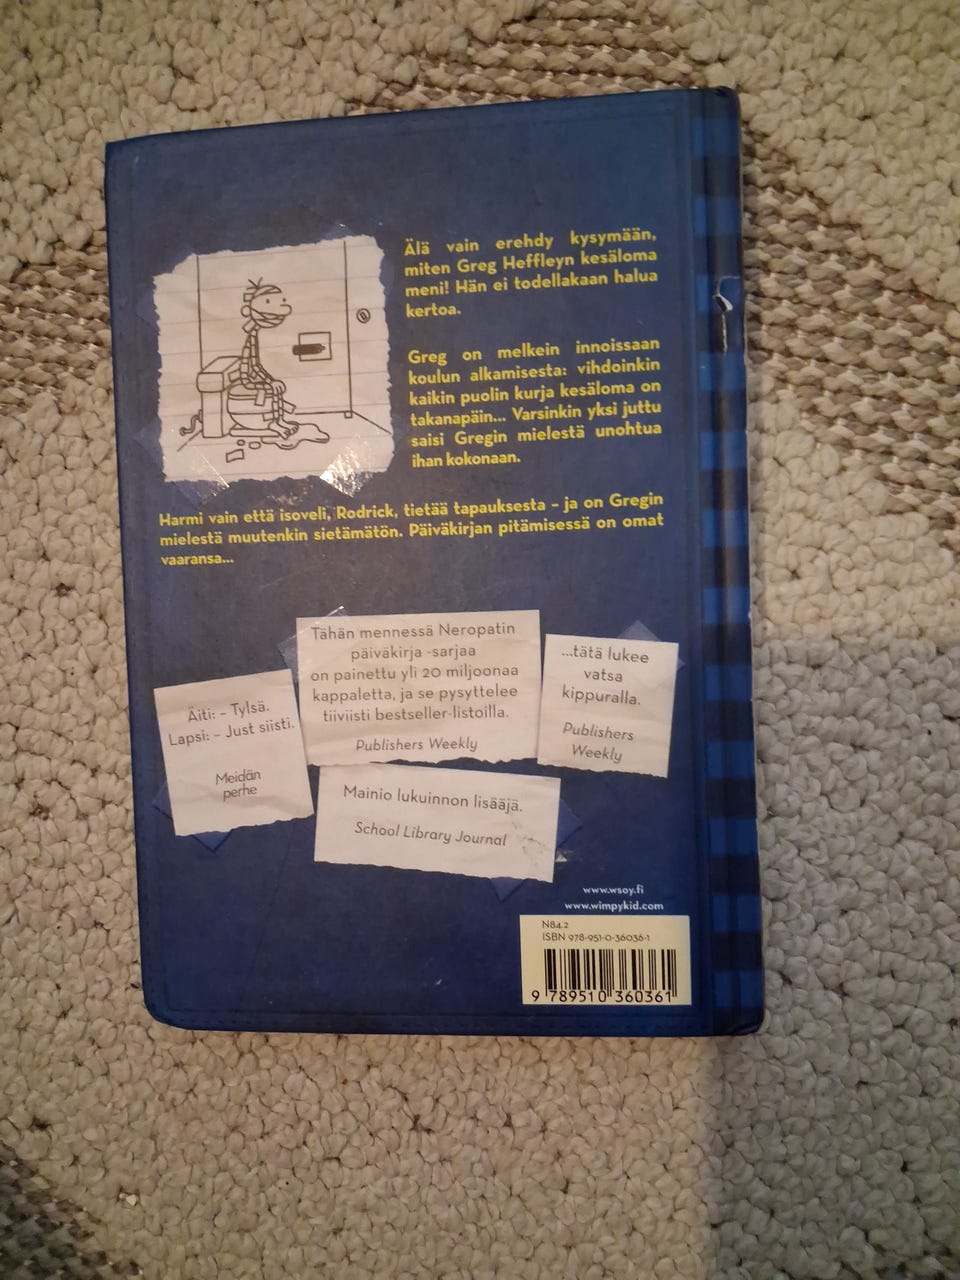 Älä vain erehdy kysymään,
miten Greg Heffleyn kesäloma
meni! Hän ei todellakaan halua
kertoa.
Greg on melkein innoissaan
koulun alkamisesta: vihdoinkin
kaikin puolin kurja kesäloma on
takanapäin... Varsinkin yksi juttu
saisi Gregin mielestä unohtua
ihan kokonaan.
Harmi vain että isoveli, Rodrick, tietää tapauksesta – ja on Gregin
mielestä muutenkin sietämätön. Päiväkirjan pitämisessä on omat
vaaransa...
Äiti: – Tylsä.
Lapsi: – Just siisti.
Meidän
perhe
Tähän mennessä Neropatin
päiväkirja -sarjaa
on painettu yli 20 miljoonaa
kappaletta, ja se pysyttelee
tiiviisti bestseller-listoilla.
Publishers Weekly
...tätä lukee
vatsa
kippuralla.
Publishers
Weekly
Mainio lukuinnon lisääjä.
School Library Journal
www.wsoy.fi
www.wimpykid.com
N84.2
ISBN 978-951-0-36036-1
9 789510 360361